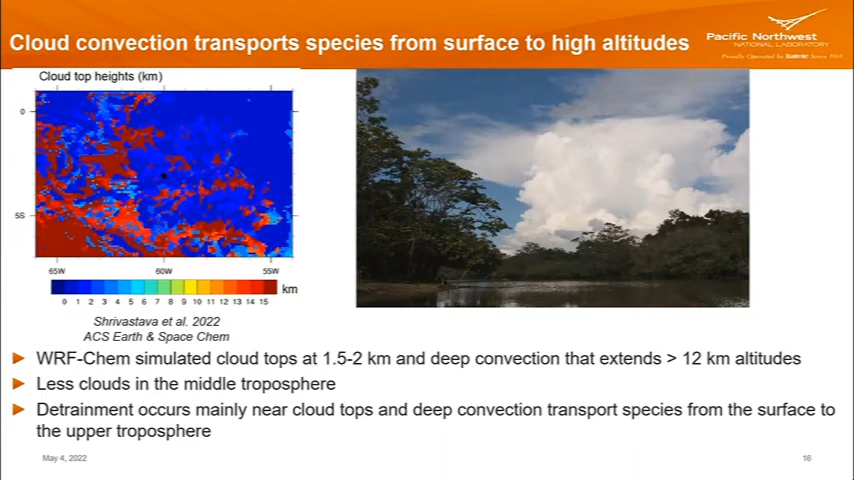 Cloud convection transports species from surface to high altitudes
Pacific Northwest
NATIONAL LABORATORY
Proudly Operated by Battelle Since 1965
Cloud top heights (km)
0
5S
65W 60W 55W
0 1 2 3 4 5 6 7 8 9 10 11 12 13 14 15 km
Shrivastava et al. 2022
ACS Earth & Space Chem
WRF-Chem simulated cloud tops at 1.5-2 km and deep convection that extends > 12 km altitudes
Less clouds in the middle troposphere
Detrainment occurs mainly near cloud tops and deep convection transport species from the surface to
the upper troposphere
May 4, 2022
16